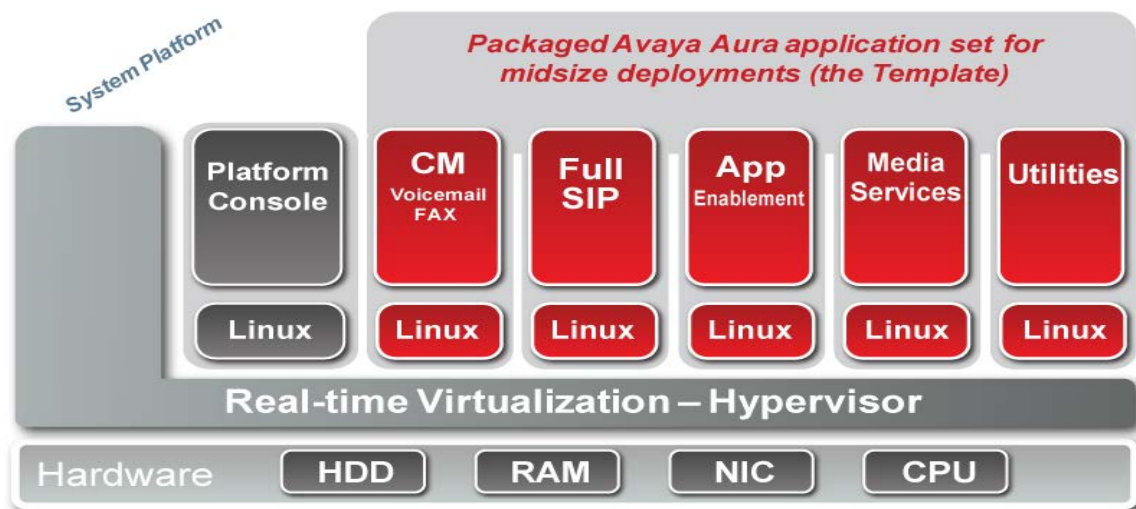 System Platform
Packaged Avaya Aura application set for
midsize deployments (the Template)
Platform
Console
CM
Voicemail
FAX
Full
SIP
App
Enablement
Media
Services
Utilities
Linux
Linux
Linux
Linux
Linux
Linux
Real-time Virtualization – Hypervisor
Hardware
HDD
RAM
NIC
CPU